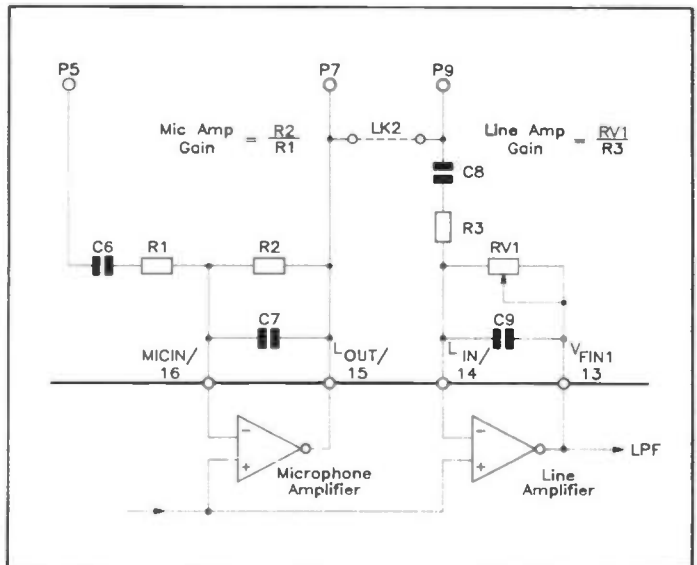 P5
P7
P9
Mic Amp Gain = R2/R1
LK2
Line Amp Gain = RV1/R3
C8
R3
C6
R1
R2
RV1
C7
C9
MICIN/
16
LOUT/
15
LIN/
14
VFIN1
13
−
+
Microphone
Amplifier
−
+
Line
Amplifier
LPF